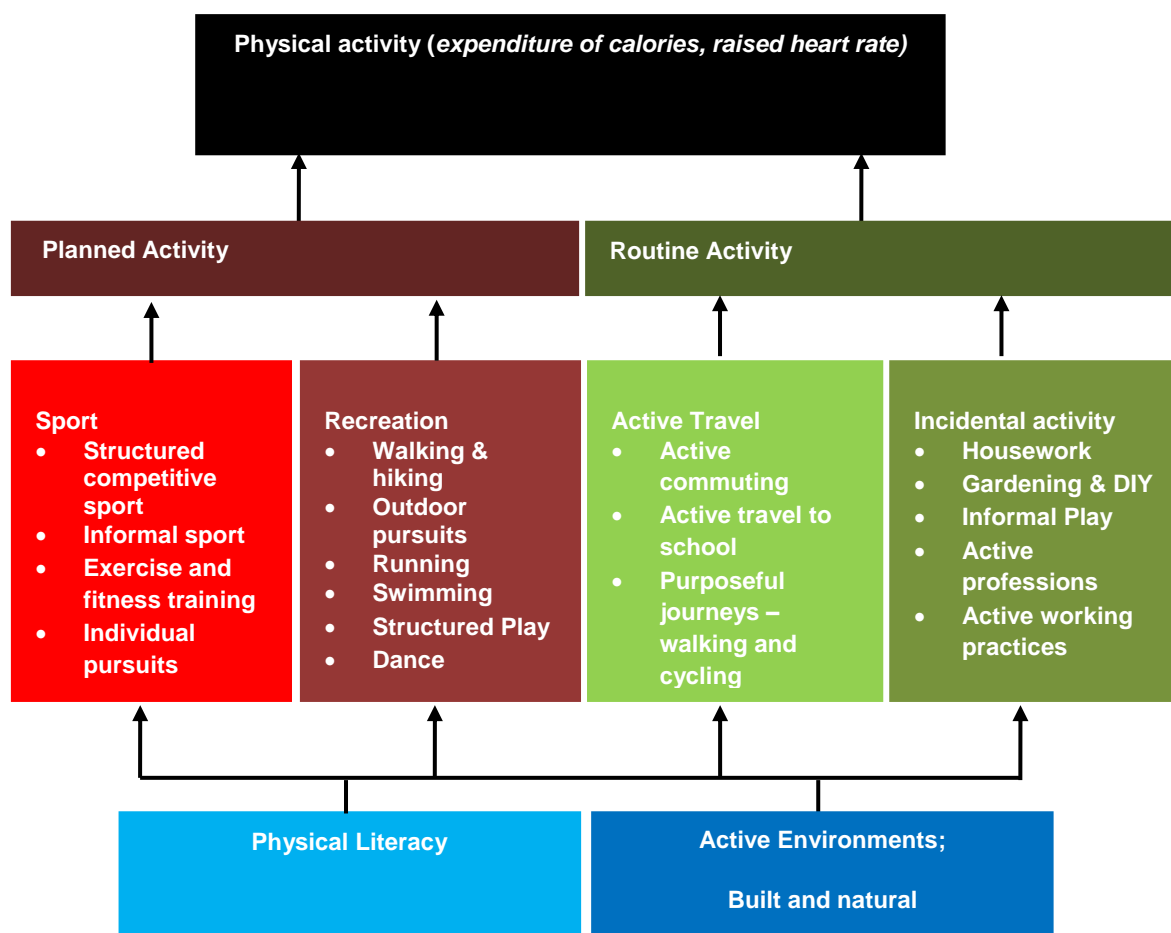 Physical activity (expenditure of calories, raised heart rate)
Planned Activity
Routine Activity
Sport
• Structured
competitive
sport
• Informal sport
• Exercise and
fitness training
• Individual
pursuits
Recreation
• Walking &
hiking
• Outdoor
pursuits
• Running
• Swimming
• Structured Play
• Dance
Active Travel
• Active
commuting
• Active travel to
school
• Purposeful
journeys –
walking and
cycling
Incidental activity
• Housework
• Gardening & DIY
• Informal Play
• Active
professions
• Active working
practices
Physical Literacy
Active Environments;
Built and natural